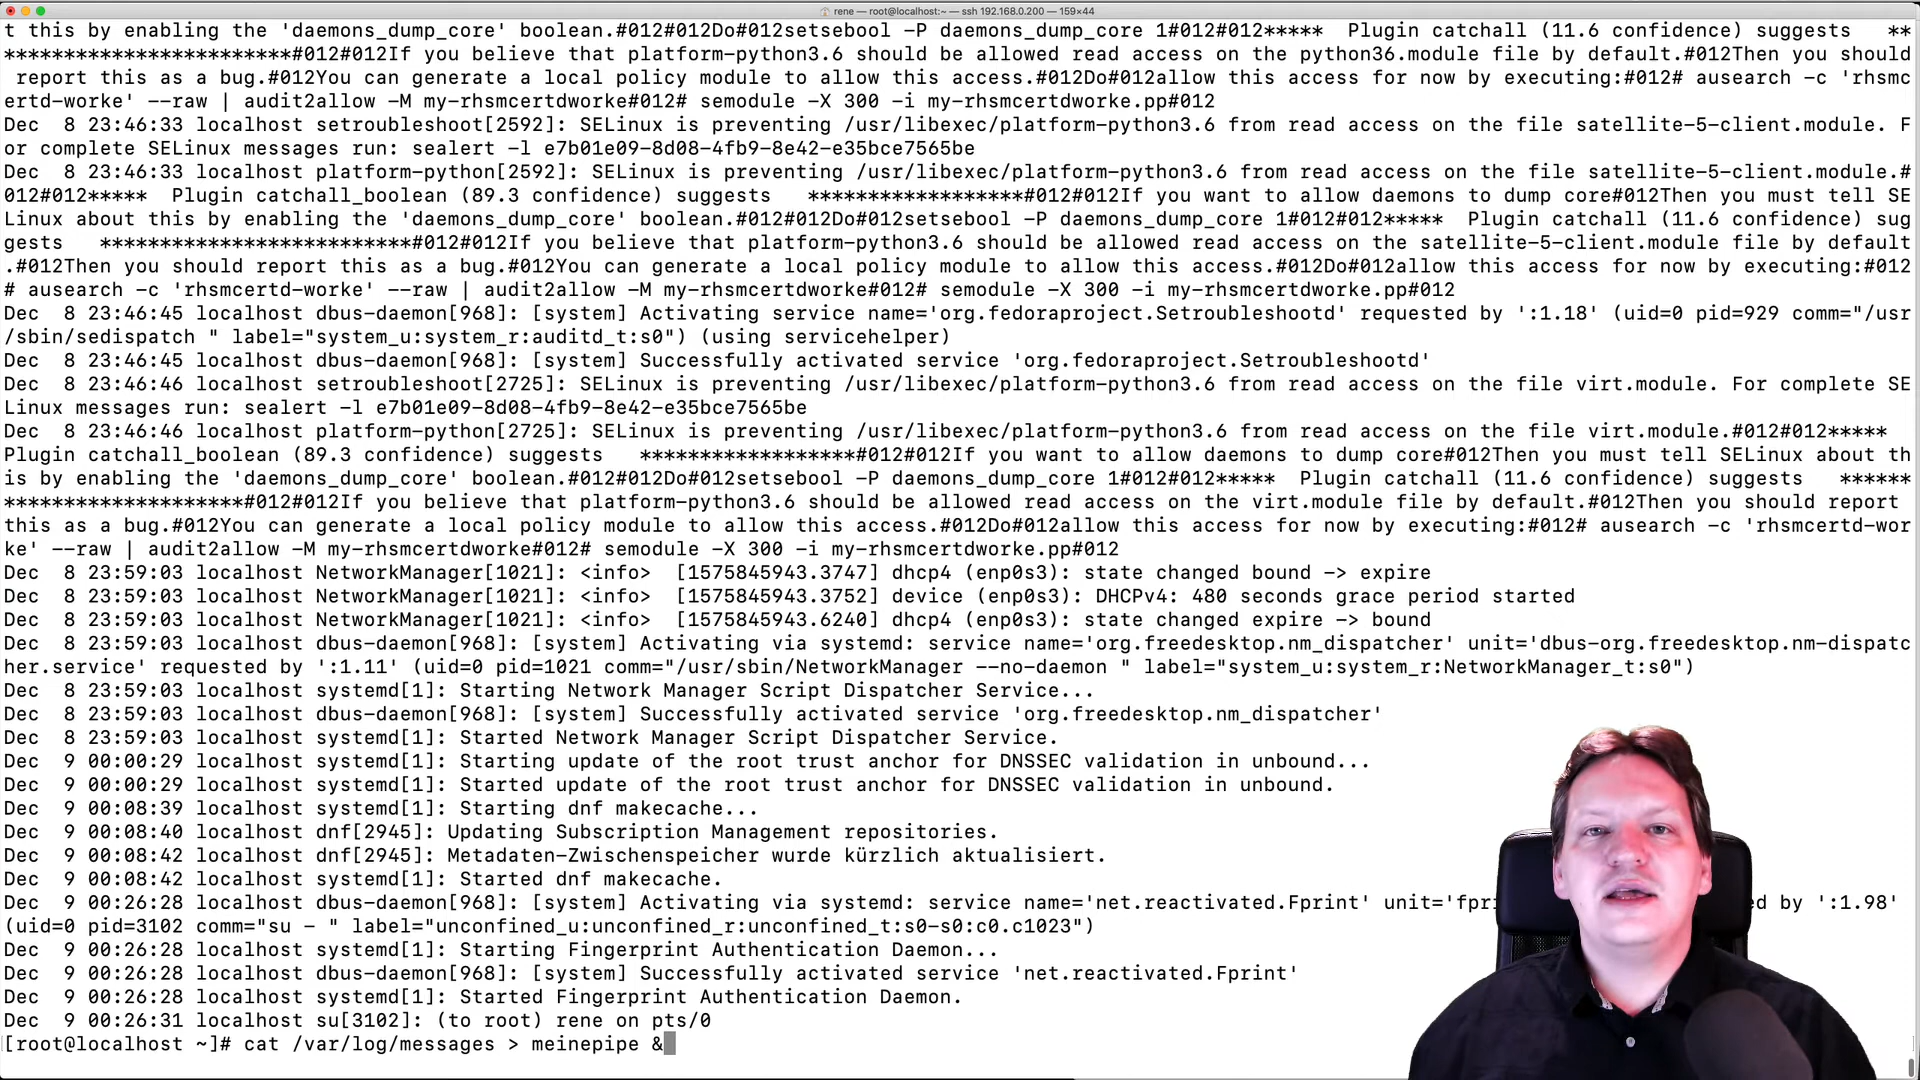 rene — root@localhost:~ — ssh 192.168.0.200 — 159×44
t this by enabling the 'daemons_dump_core' boolean.#012#012Do#012setsebool -P daemons_dump_core 1#012#012*****  Plugin catchall (11.6 confidence) suggests   **
************************#012#012If you believe that platform-python3.6 should be allowed read access on the python36.module file by default.#012Then you should
 report this as a bug.#012You can generate a local policy module to allow this access.#012Do#012allow this access for now by executing:#012# ausearch -c 'rhsmc
ertd-worke' --raw | audit2allow -M my-rhsmcertdworke#012# semodule -X 300 -i my-rhsmcertdworke.pp#012
Dec  8 23:46:33 localhost setroubleshoot[2592]: SELinux is preventing /usr/libexec/platform-python3.6 from read access on the file satellite-5-client.module. F
or complete SELinux messages run: sealert -l e7b01e09-8d08-4fb9-8e42-e35bce7565be
Dec  8 23:46:33 localhost platform-python[2592]: SELinux is preventing /usr/libexec/platform-python3.6 from read access on the file satellite-5-client.module.#
012#012*****  Plugin catchall_boolean (89.3 confidence) suggests   ******************#012#012If you want to allow daemons to dump core#012Then you must tell SE
Linux about this by enabling the 'daemons_dump_core' boolean.#012#012Do#012setsebool -P daemons_dump_core 1#012#012*****  Plugin catchall (11.6 confidence) sug
gests   **************************#012#012If you believe that platform-python3.6 should be allowed read access on the satellite-5-client.module file by default
.#012Then you should report this as a bug.#012You can generate a local policy module to allow this access.#012Do#012allow this access for now by executing:#012
# ausearch -c 'rhsmcertd-worke' --raw | audit2allow -M my-rhsmcertdworke#012# semodule -X 300 -i my-rhsmcertdworke.pp#012
Dec  8 23:46:45 localhost dbus-daemon[968]: [system] Activating service name='org.fedoraproject.Setroubleshootd' requested by ':1.18' (uid=0 pid=929 comm="/usr
/sbin/sedispatch " label="system_u:system_r:auditd_t:s0") (using servicehelper)
Dec  8 23:46:45 localhost dbus-daemon[968]: [system] Successfully activated service 'org.fedoraproject.Setroubleshootd'
Dec  8 23:46:46 localhost setroubleshoot[2725]: SELinux is preventing /usr/libexec/platform-python3.6 from read access on the file virt.module. For complete SE
Linux messages run: sealert -l e7b01e09-8d08-4fb9-8e42-e35bce7565be
Dec  8 23:46:46 localhost platform-python[2725]: SELinux is preventing /usr/libexec/platform-python3.6 from read access on the file virt.module.#012#012*****
Plugin catchall_boolean (89.3 confidence) suggests   ******************#012#012If you want to allow daemons to dump core#012Then you must tell SELinux about th
is by enabling the 'daemons_dump_core' boolean.#012#012Do#012setsebool -P daemons_dump_core 1#012#012*****  Plugin catchall (11.6 confidence) suggests   ******
********************#012#012If you believe that platform-python3.6 should be allowed read access on the virt.module file by default.#012Then you should report
this as a bug.#012You can generate a local policy module to allow this access.#012Do#012allow this access for now by executing:#012# ausearch -c 'rhsmcertd-wor
ke' --raw | audit2allow -M my-rhsmcertdworke#012# semodule -X 300 -i my-rhsmcertdworke.pp#012
Dec  8 23:59:03 localhost NetworkManager[1021]: <info>  [1575845943.3747] dhcp4 (enp0s3): state changed bound -> expire
Dec  8 23:59:03 localhost NetworkManager[1021]: <info>  [1575845943.3752] device (enp0s3): DHCPv4: 480 seconds grace period started
Dec  8 23:59:03 localhost NetworkManager[1021]: <info>  [1575845943.6240] dhcp4 (enp0s3): state changed expire -> bound
Dec  8 23:59:03 localhost dbus-daemon[968]: [system] Activating via systemd: service name='org.freedesktop.nm_dispatcher' unit='dbus-org.freedesktop.nm-dispatc
her.service' requested by ':1.11' (uid=0 pid=1021 comm="/usr/sbin/NetworkManager --no-daemon " label="system_u:system_r:NetworkManager_t:s0")
Dec  8 23:59:03 localhost systemd[1]: Starting Network Manager Script Dispatcher Service...
Dec  8 23:59:03 localhost dbus-daemon[968]: [system] Successfully activated service 'org.freedesktop.nm_dispatcher'
Dec  8 23:59:03 localhost systemd[1]: Started Network Manager Script Dispatcher Service.
Dec  9 00:00:29 localhost systemd[1]: Starting update of the root trust anchor for DNSSEC validation in unbound...
Dec  9 00:00:29 localhost systemd[1]: Started update of the root trust anchor for DNSSEC validation in unbound.
Dec  9 00:08:39 localhost systemd[1]: Starting dnf makecache...
Dec  9 00:08:40 localhost dnf[2945]: Updating Subscription Management repositories.
Dec  9 00:08:42 localhost dnf[2945]: Metadaten-Zwischenspeicher wurde kürzlich aktualisiert.
Dec  9 00:08:42 localhost systemd[1]: Started dnf makecache.
Dec  9 00:26:28 localhost dbus-daemon[968]: [system] Activating via systemd: service name='net.reactivated.Fprint' unit= by ':1.98'
(uid=0 pid=3102 comm="su - " label="unconfined_u:unconfined_r:unconfined_t:s0-s0:c0.c1023")
Dec  9 00:26:28 localhost systemd[1]: Starting Fingerprint Authentication Daemon...
Dec  9 00:26:28 localhost dbus-daemon[968]: [system] Successfully activated service 'net.reactivated.Fprint'
Dec  9 00:26:28 localhost systemd[1]: Started Fingerprint Authentication Daemon.
Dec  9 00:26:31 localhost su[3102]: (to root) rene on pts/0
[root@localhost ~]# cat /var/log/messages > meinepipe &